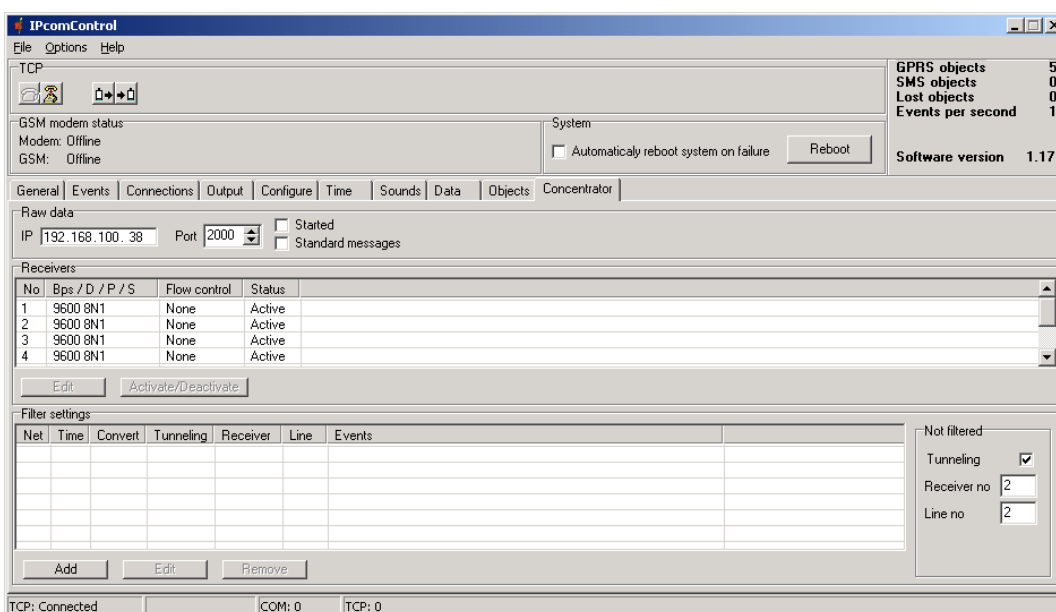 IPcomControl
File Options Help
TCP
GPRS objects 5
SMS objects 0
Lost objects 0
Events per second 1
Software version 1.17
GSM modem status
Modem: Offline
GSM: Offline
System
Automaticaly reboot system on failure
Reboot
General Events Connections Output Configure Time Sounds Data Objects Concentrator
Raw data
IP 192.168.100. 38 Port 2000
Started
Standard messages
Receivers
No Bps / D / P / S Flow control Status
1 9600 8N1 None Active
2 9600 8N1 None Active
3 9600 8N1 None Active
4 9600 8N1 None Active
Edit Activate/Deactivate
Filter settings
Net Time Convert Tunneling Receiver Line Events
Not filtered
Tunneling
Receiver no 2
Line no 2
Add Edit Remove
TCP: Connected COM: 0 TCP: 0